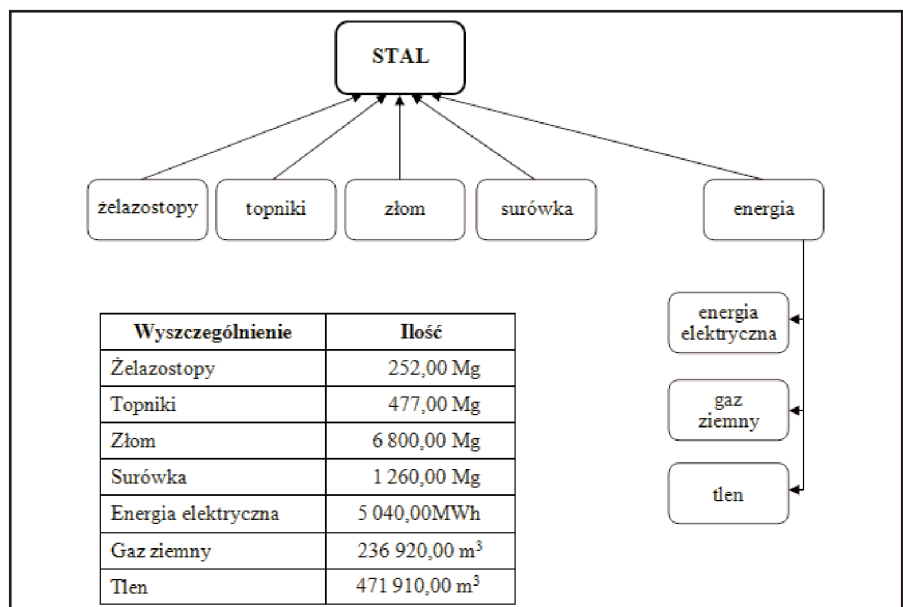 STAL
żelazostopy
topniki
złom
surówka
energia
energia
elektryczna
gaz
ziemny
tlen
Wyszczególnienie Ilość
Żelazostopy 252,00 Mg
Topniki 477,00 Mg
Złom 6 800,00 Mg
Surówka 1 260,00 Mg
Energia elektryczna 5 040,00MWh
Gaz ziemny 236 920,00 m³
Tlen 471 910,00 m³